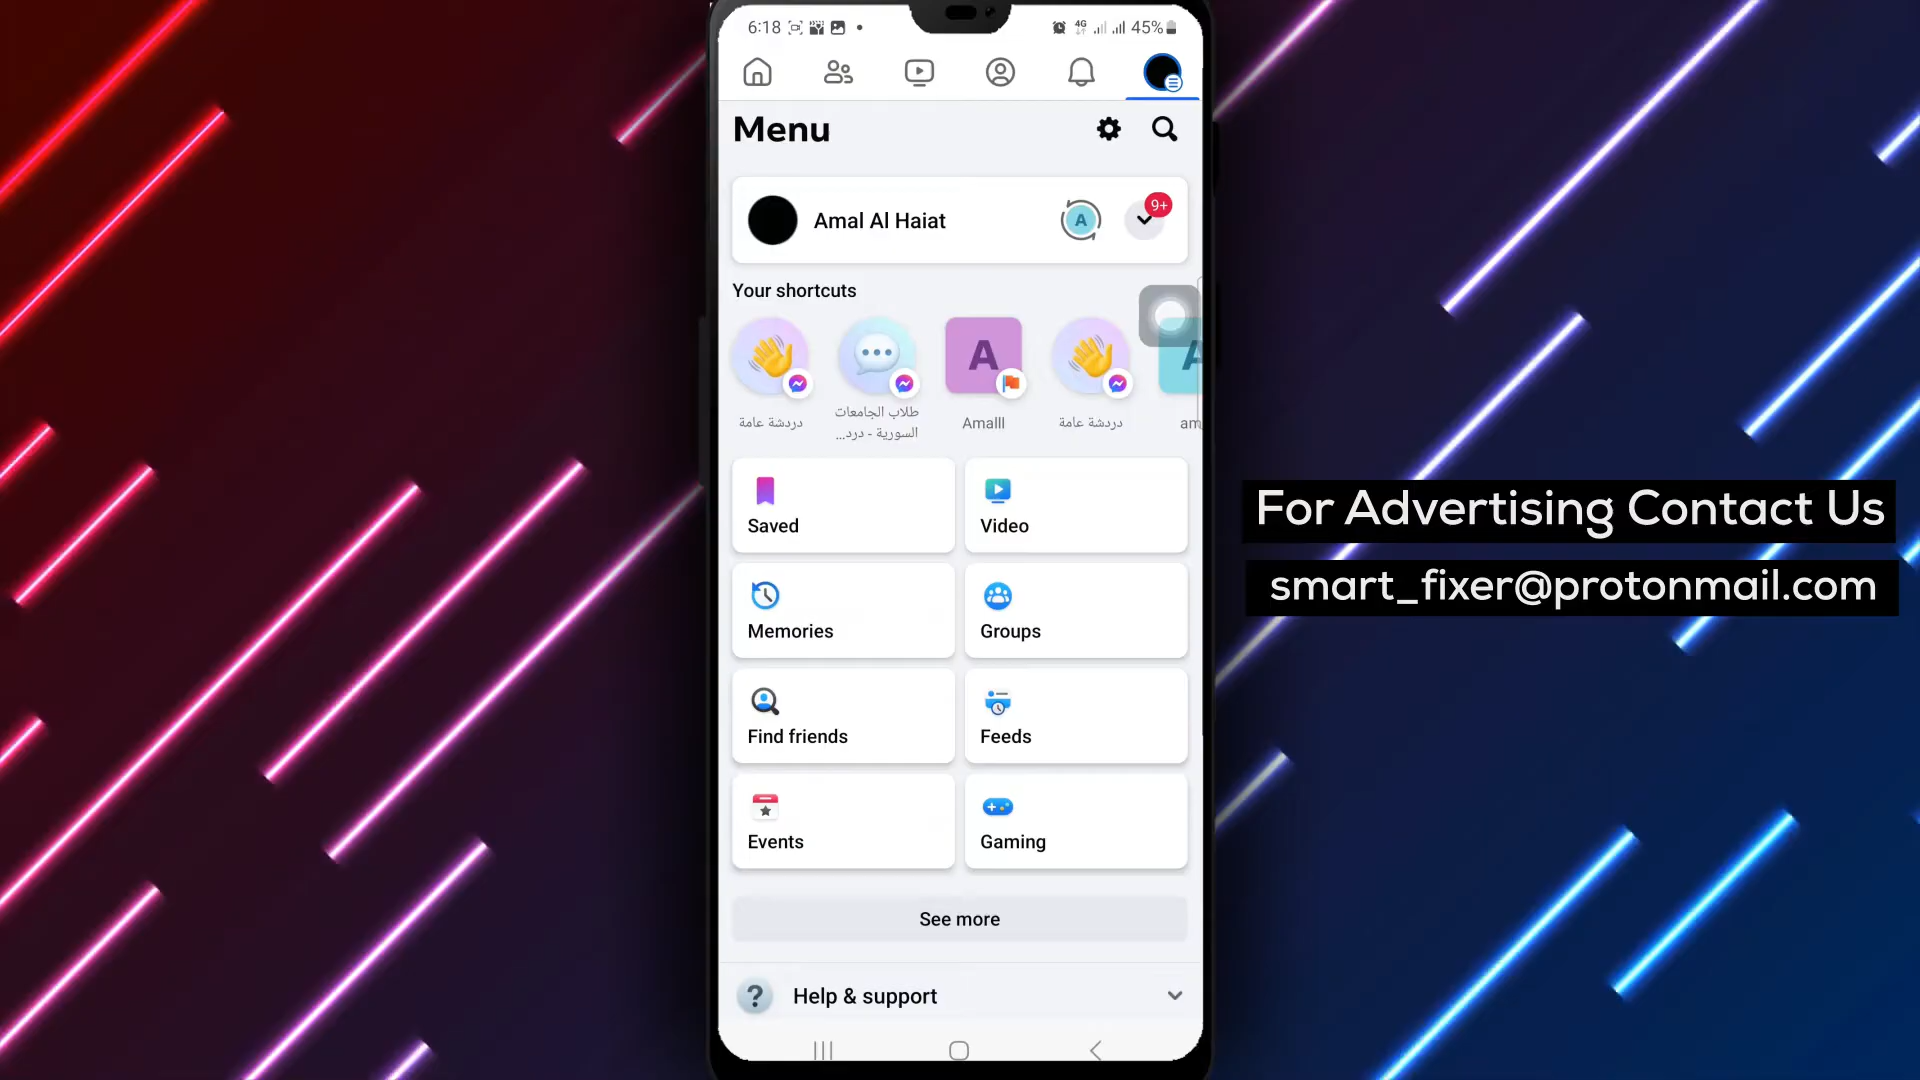 6:18
4G
45%
Menu
Amal Al Haiat
A
9+
Your shortcuts
A
A
دردشة عامة
طلاب الجامعات
السورية - درد...
Amalll
دردشة عامة
am
Saved
Video
Memories
Groups
Find friends
Feeds
Events
Gaming
See more
? Help & support
For Advertising Contact Us
smart_fixer@protonmail.com